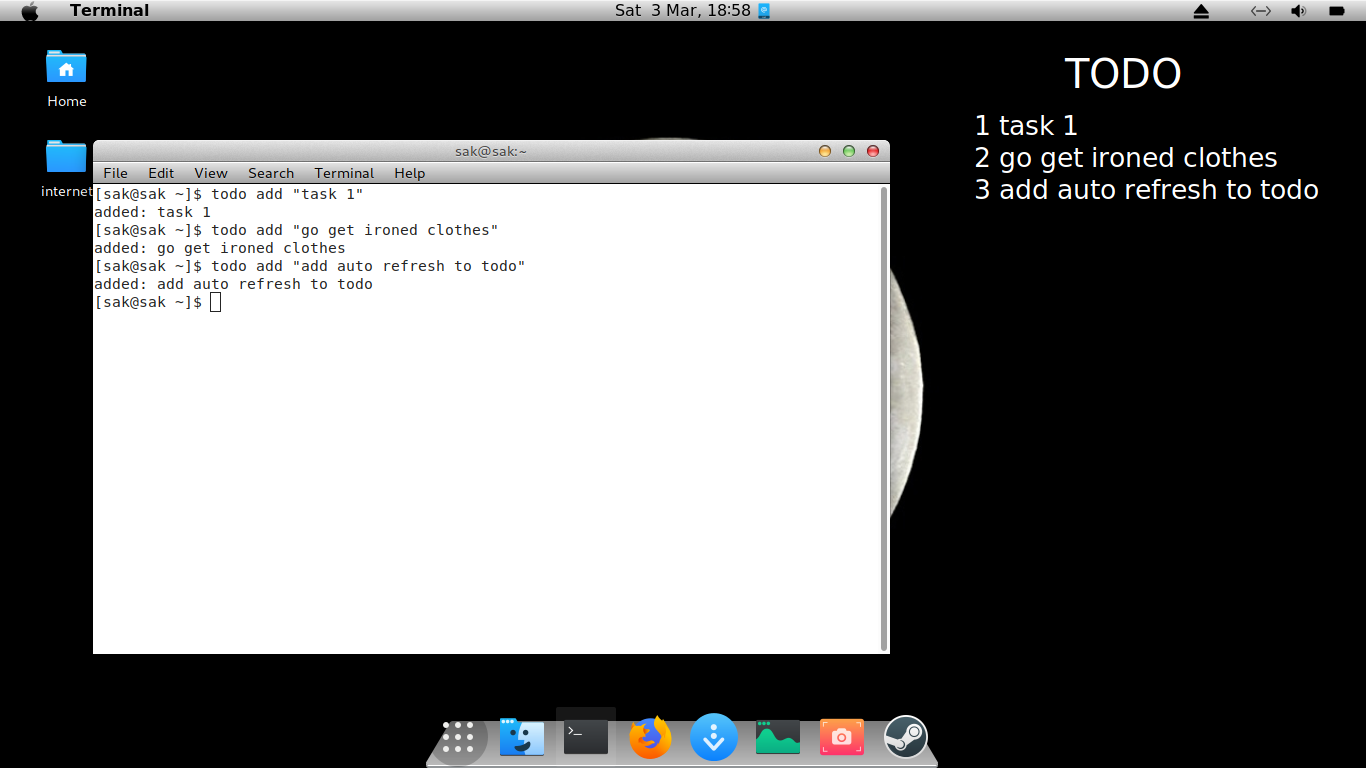 Terminal
Sat 3 Mar, 18:58
Home
internet
TODO
1 task 1
2 go get ironed clothes
3 add auto refresh to todo
sak@sak:~
File Edit View Search Terminal Help
[sak@sak ~]$ todo add "task 1"
added: task 1
[sak@sak ~]$ todo add "go get ironed clothes"
added: go get ironed clothes
[sak@sak ~]$ todo add "add auto refresh to todo"
added: add auto refresh to todo
[sak@sak ~]$